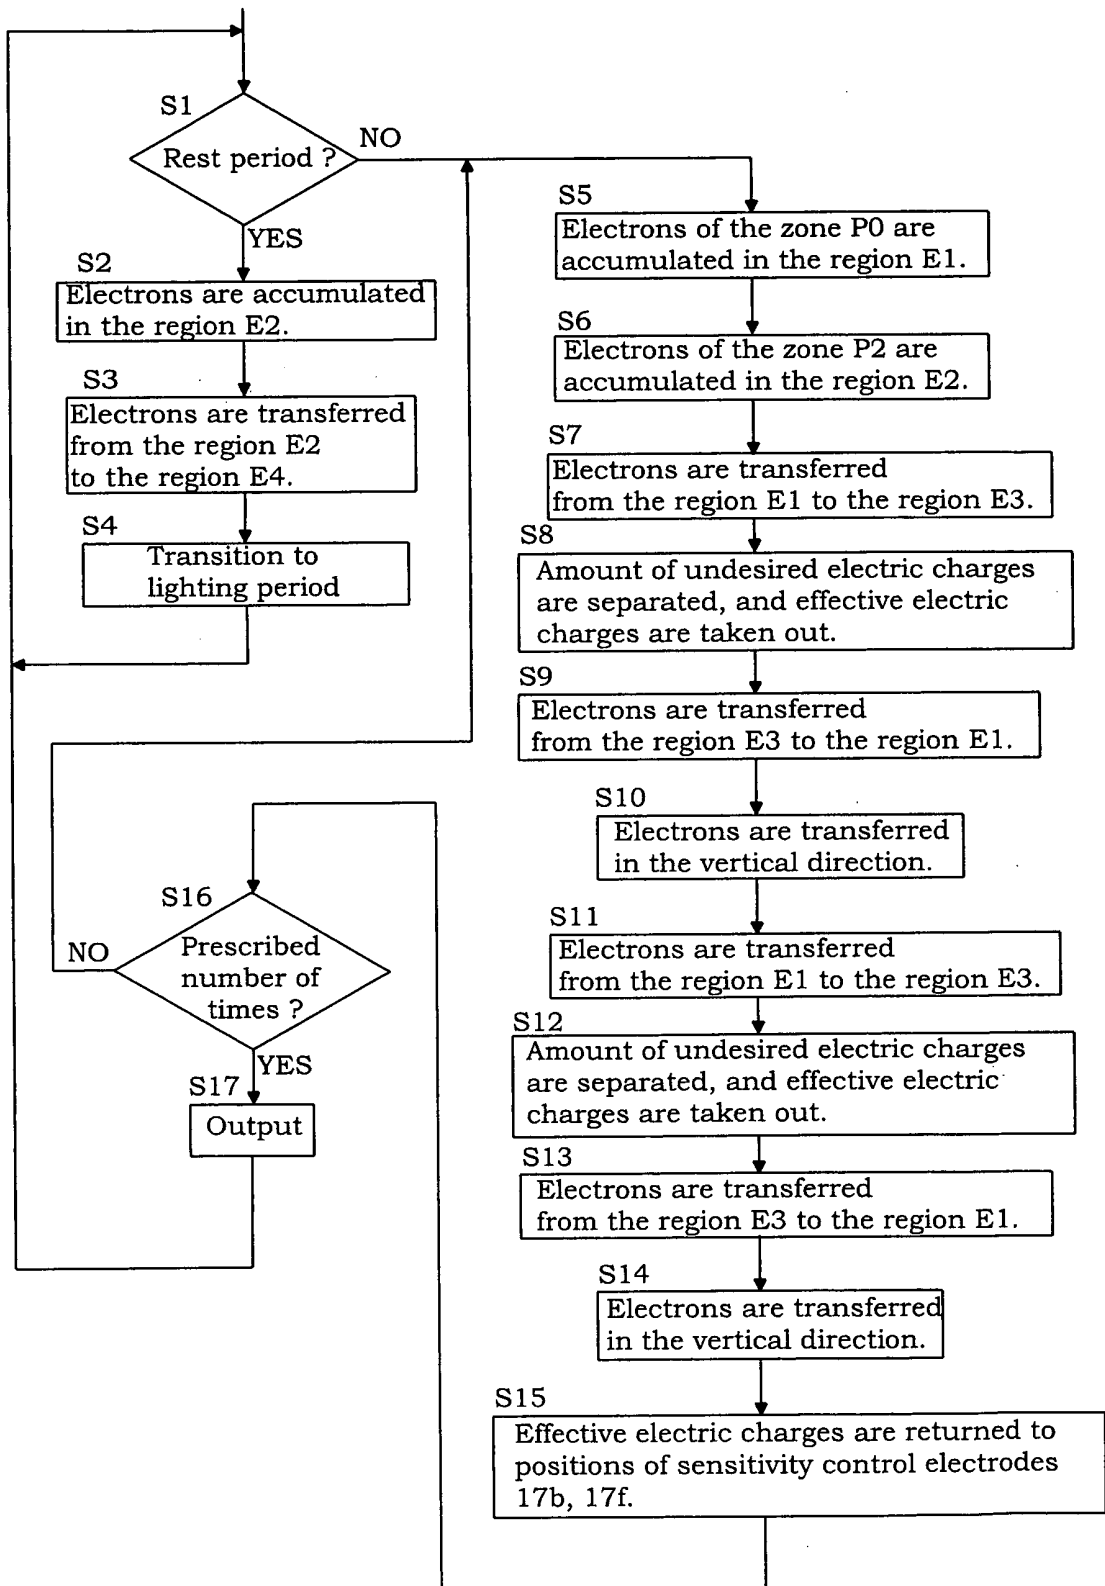 S1
Rest period ?
NO
YES
S2
Electrons are accumulated
in the region E2.
S3
Electrons are transferred
from the region E2
to the region E4.
S4
Transition to
lighting period
S5
Electrons of the zone P0 are
accumulated in the region E1.
S6
Electrons of the zone P2 are
accumulated in the region E2.
S7
Electrons are transferred
from the region E1 to the region E3.
S8
Amount of undesired electric charges
are separated, and effective electric
charges are taken out.
S9
Electrons are transferred
from the region E3 to the region E1.
S10
Electrons are transferred
in the vertical direction.
S11
Electrons are transferred
from the region E1 to the region E3.
S12
Amount of undesired electric charges
are separated, and effective electric
charges are taken out.
S13
Electrons are transferred
from the region E3 to the region E1.
S14
Electrons are transferred
in the vertical direction.
S15
Effective electric charges are returned to
positions of sensitivity control electrodes
17b, 17f.
S16
Prescribed
number of
times ?
NO
YES
S17
Output